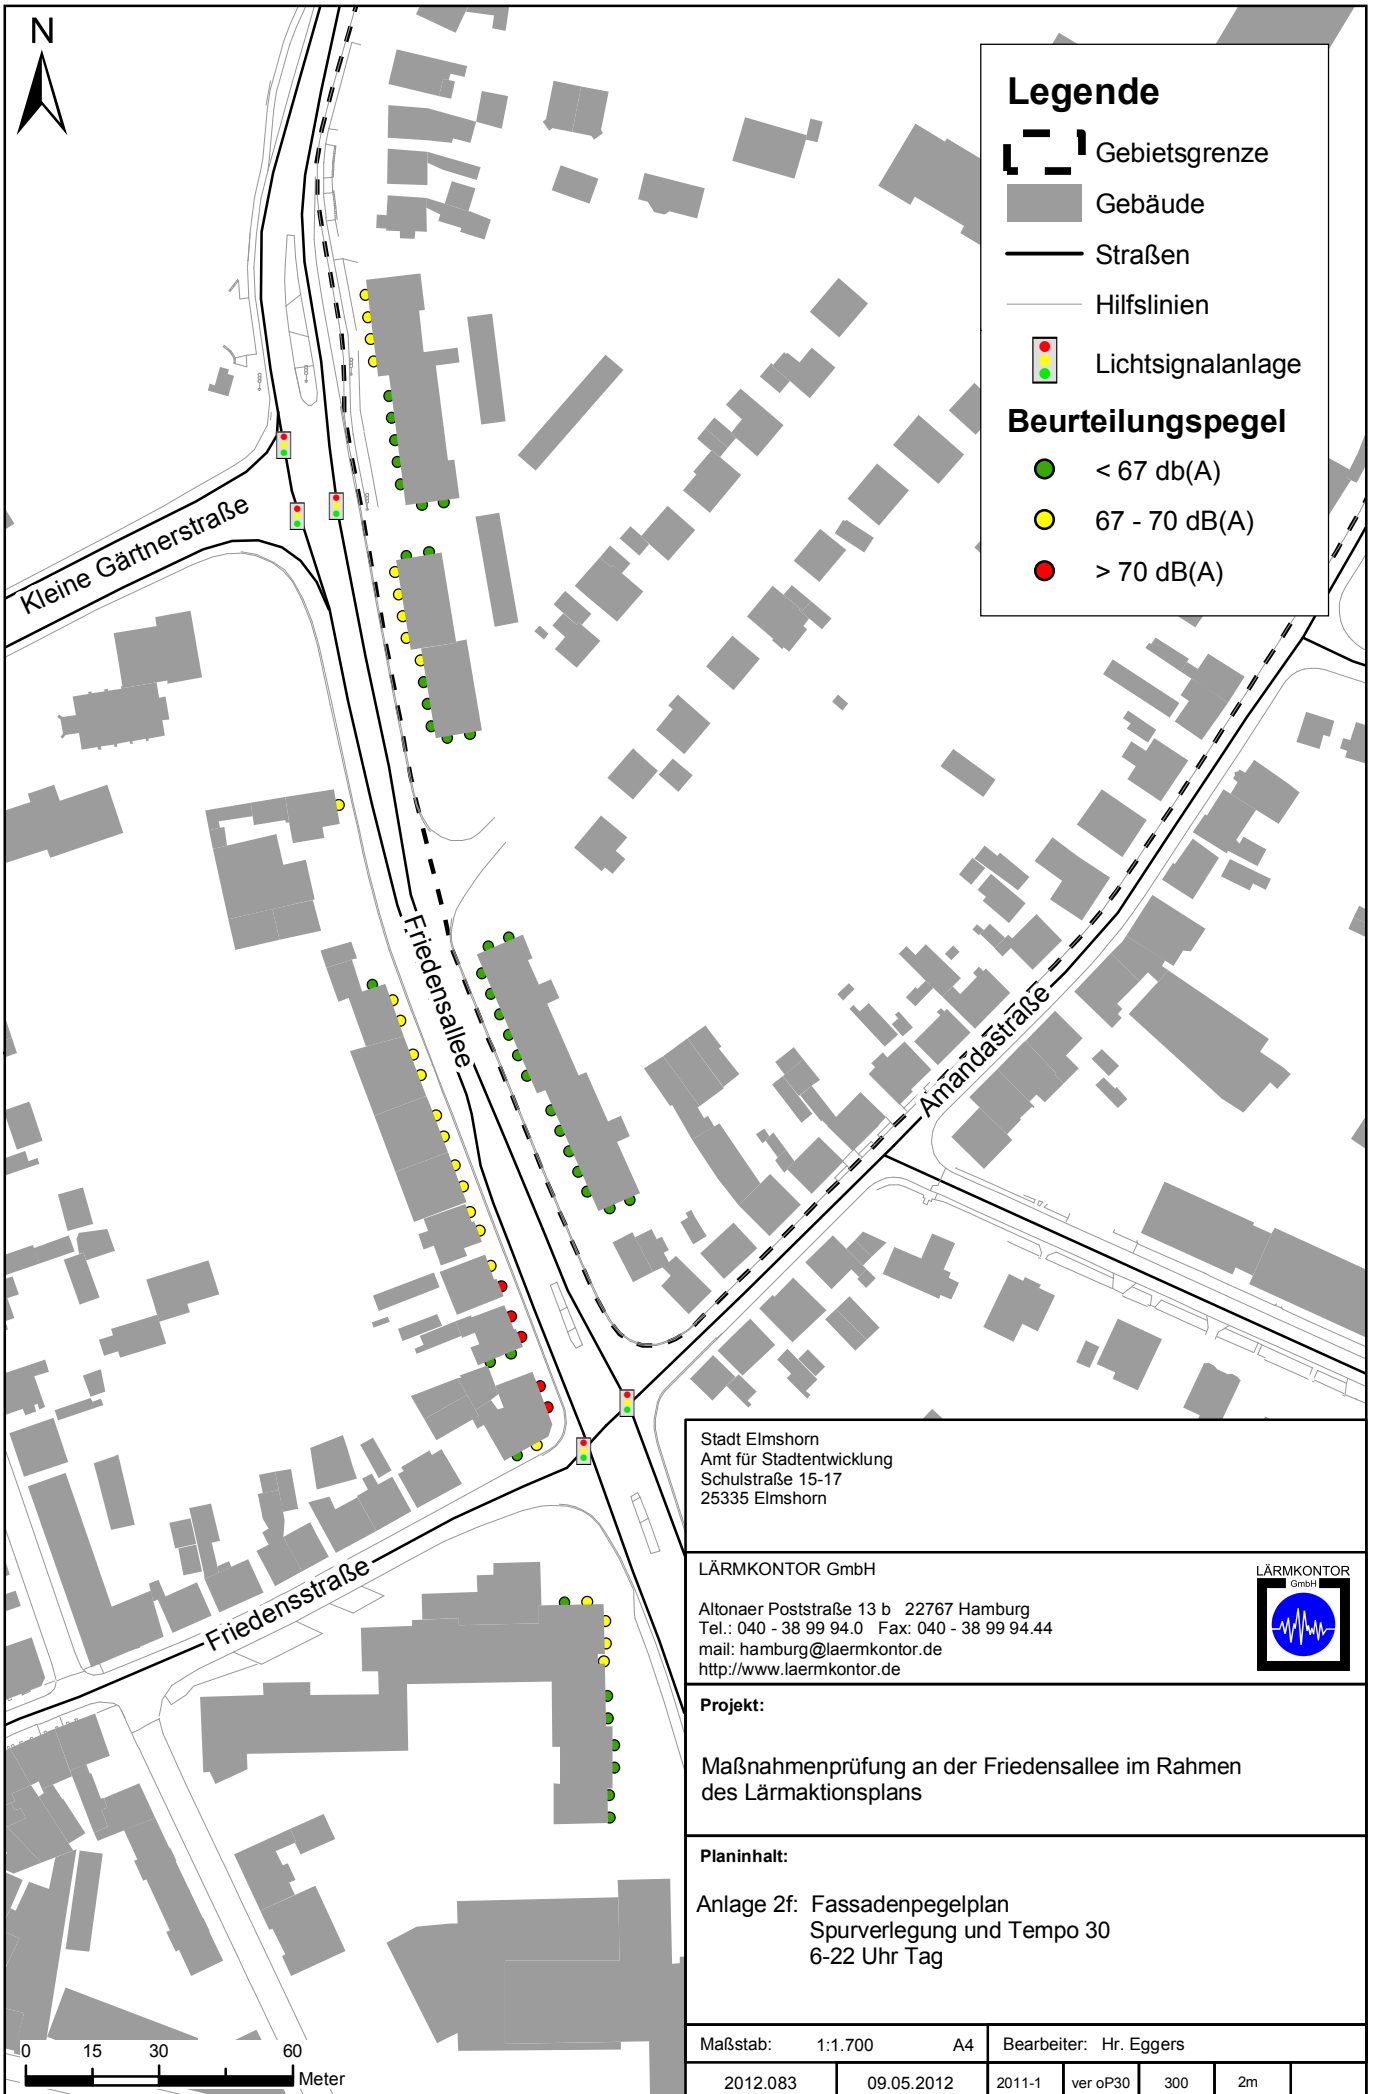 N
Legende
Gebietsgrenze
Gebäude
Straßen
Hilfslinien
Lichtsignalanlage
Beurteilungspegel
< 67 db(A)
67 - 70 dB(A)
> 70 dB(A)
Kleine Gärtnerstraße
Friedensallee
Amandastraße
Friedensstraße
Stadt Elmshorn
Amt für Stadtentwicklung
Schulstraße 15-17
25335 Elmshorn
LÄRMKONTOR GmbH
Altonaer Poststraße 13 b 22767 Hamburg
Tel.: 040 - 38 99 94.0 Fax: 040 - 38 99 94.44
mail: hamburg@laermkontor.de
http://www.laermkontor.de
LÄRMKONTOR
GmbH
Projekt:
Maßnahmenprüfung an der Friedensallee im Rahmen
des Lärmaktionsplans
Planinhalt:
Anlage 2f: Fassadenpegelplan
Spurverlegung und Tempo 30
6-22 Uhr Tag
Maßstab: 1:1.700 A4 Bearbeiter: Hr. Eggers
2012.083 09.05.2012 2011-1 ver oP30 300 2m
0 15 30 60
Meter